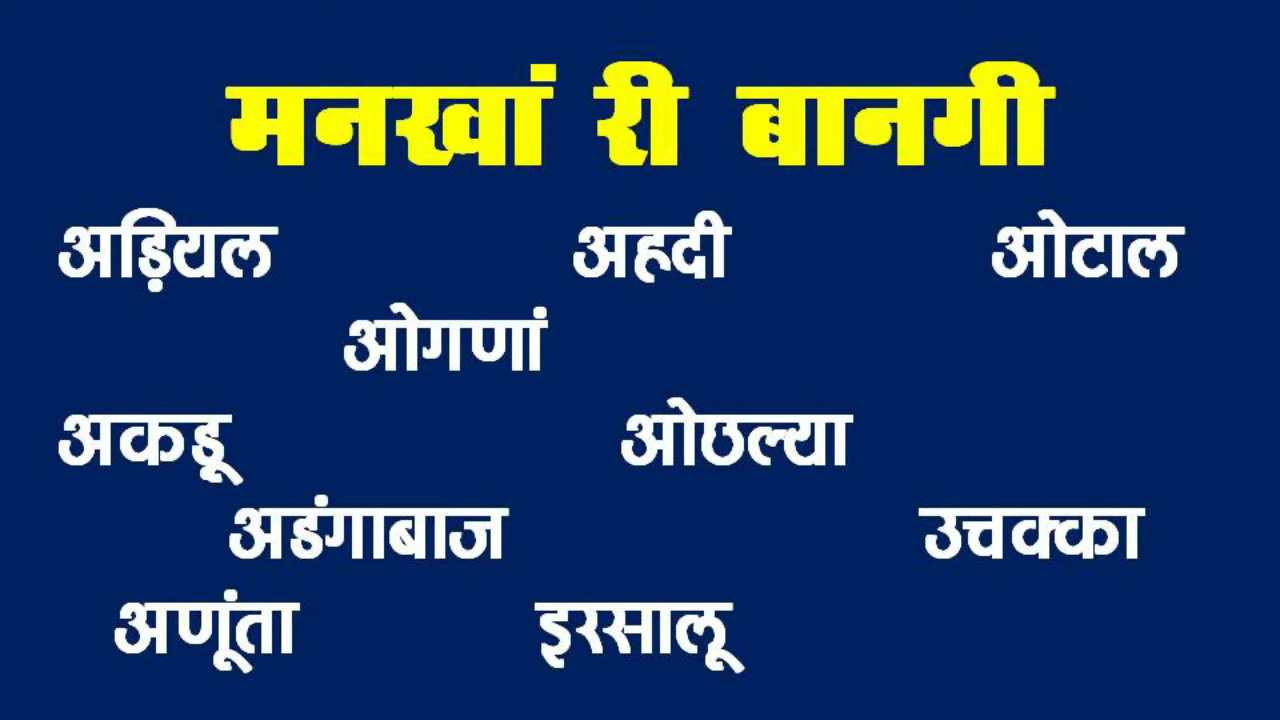 मनखां री बानगी
अड़ियल अहदी ओटाल
ओगणां
अकडू ओछल्या
अडंगाबाज उचक्का
अणूंता इरसालू